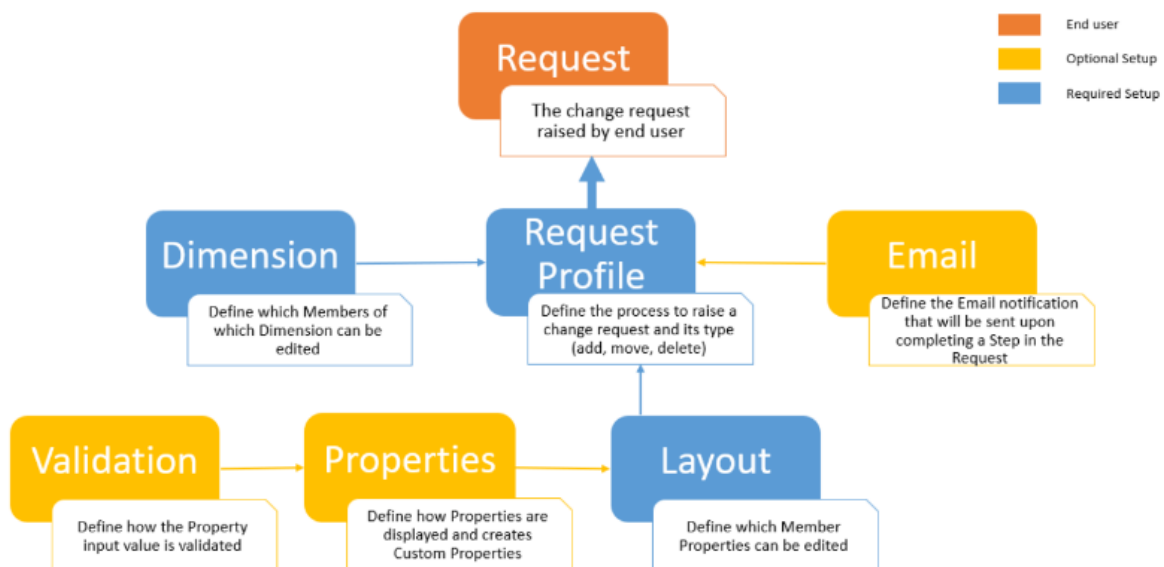 Request
The change request
raised by end user
End user
Optional Setup
Required Setup
Dimension
Define which Members of
which Dimension can be
edited
Request
Profile
Define the process to raise a
change request and its type
(add, move, delete)
Email
Define the Email notification
that will be sent upon
completing a Step in the
Request
Validation
Define how the Property
input value is validated
Properties
Define how Properties are
displayed and creates
Custom Properties
Layout
Define which Member
Properties can be edited